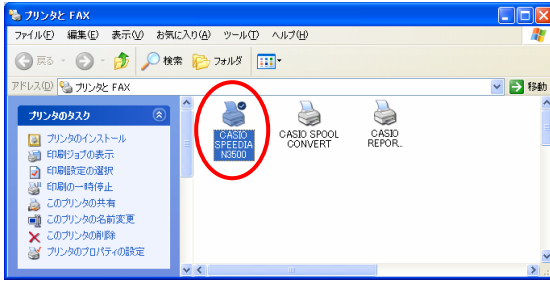 プリンタと FAX
ファイル(F) 編集(E) 表示(V) お気に入り(A) ツール(T) ヘルプ(H)
戻る 検索 フォルダ
アドレス(D) プリンタと FAX 移動
プリンタのタスク
プリンタのインストール
印刷ジョブの表示
印刷設定の選択
印刷の一時停止
このプリンタの共有
このプリンタの名前変更
このプリンタの削除
プリンタのプロパティの設定
CASIO
SPEEDIA
N3500
CASIO SPOOL
CONVERT
CASIO
REPOR...